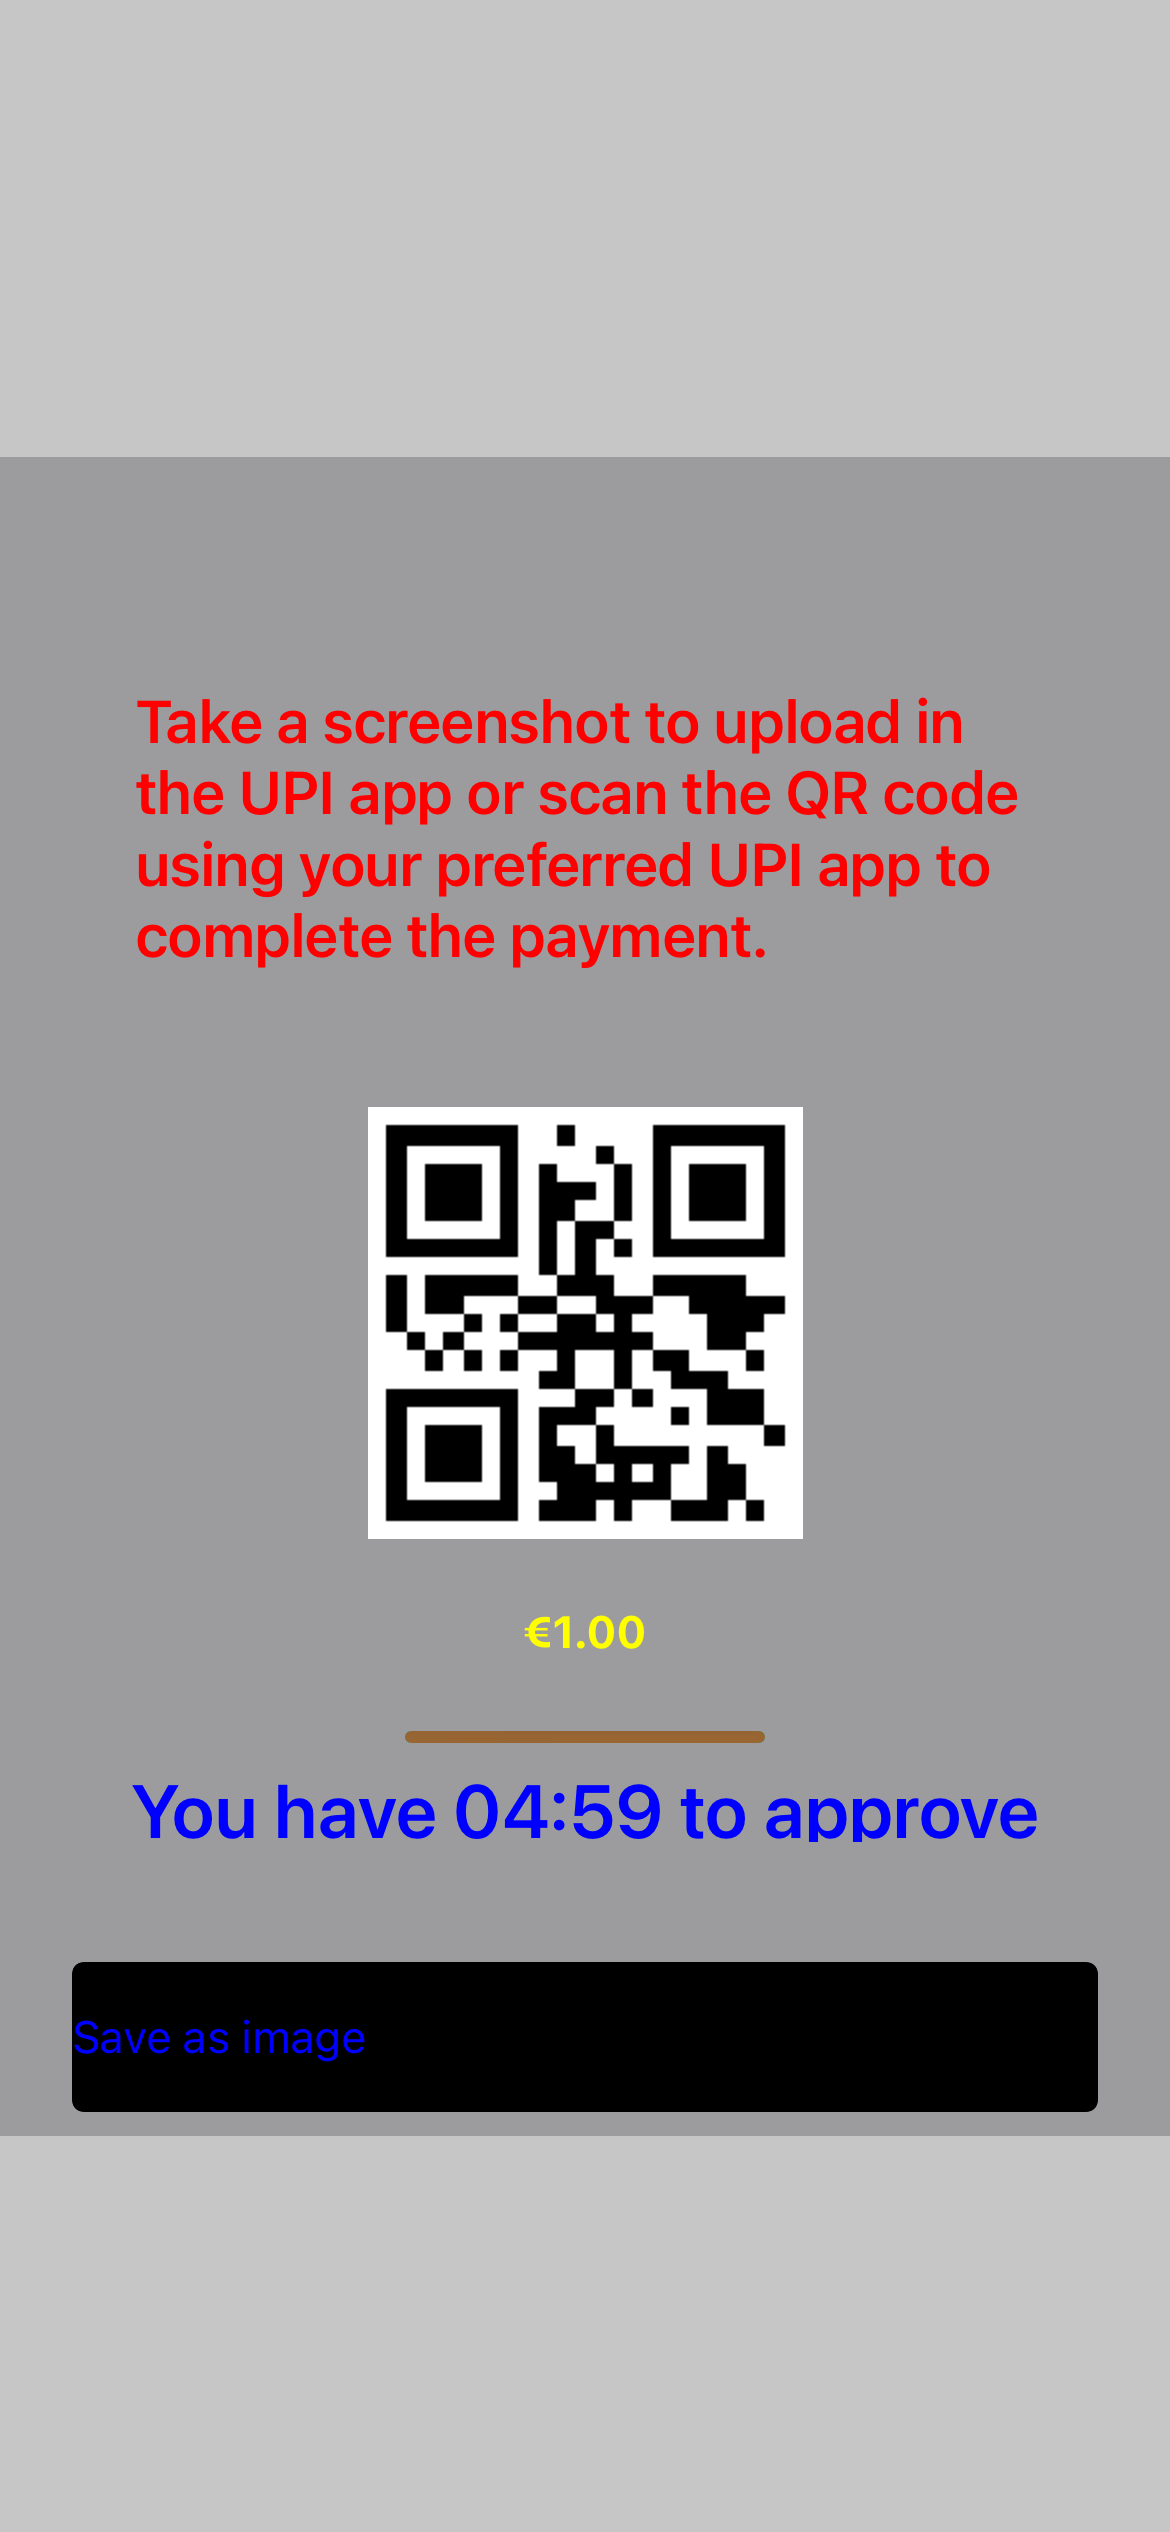 Take a screenshot to upload in
the UPI app or scan the QR code
using your preferred UPI app to
complete the payment.
€1.00
You have 04:59 to approve
Save as image